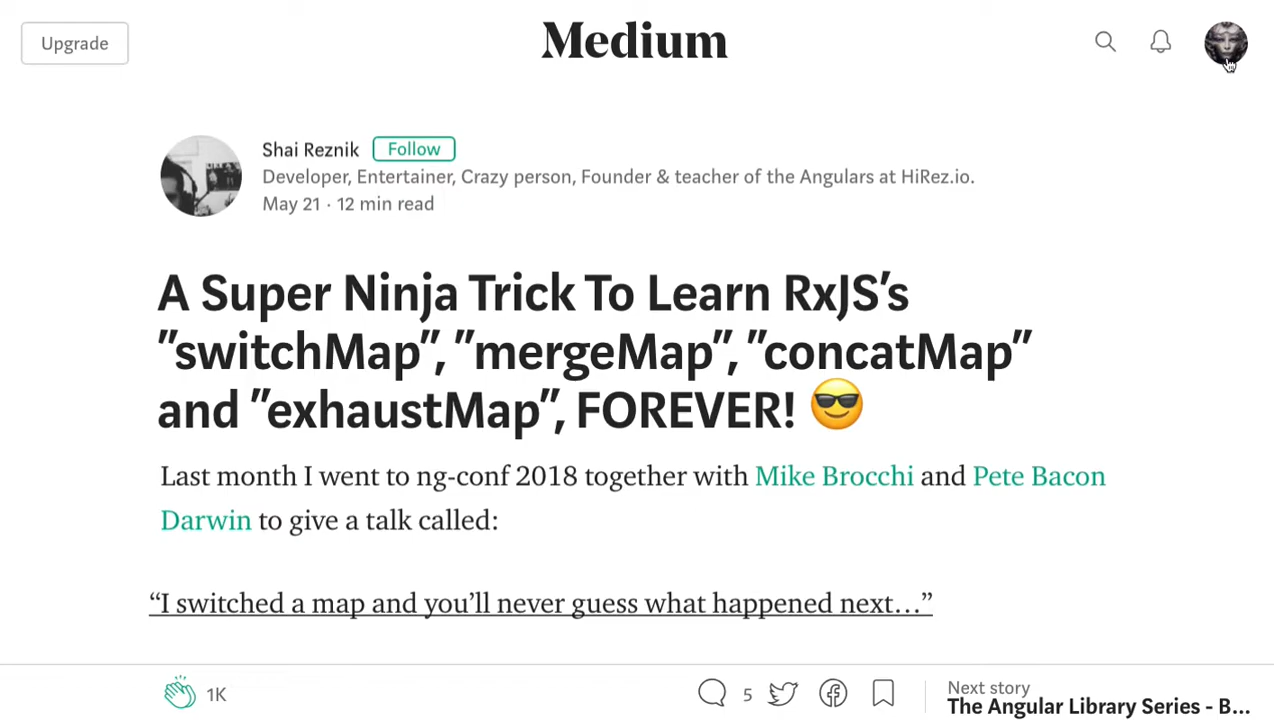 Upgrade
Medium
Shai Reznik Follow
Developer, Entertainer, Crazy person, Founder & teacher of the Angulars at HiRez.io.
May 21 · 12 min read
A Super Ninja Trick To Learn RxJS’s
”switchMap”, ”mergeMap”, ”concatMap”
and ”exhaustMap”, FOREVER! 😎
Last month I went to ng-conf 2018 together with Mike Brocchi and Pete Bacon
Darwin to give a talk called:
“I switched a map and you’ll never guess what happened next…”
1K
5
Next story
The Angular Library Series - B...